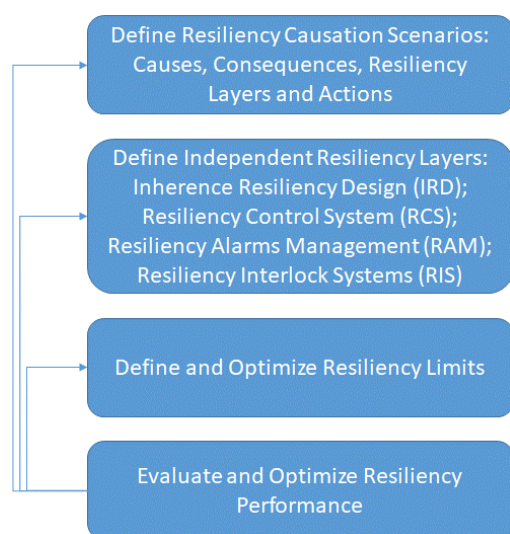 Define Resiliency Causation Scenarios:
Causes, Consequences, Resiliency
Layers and Actions
Define Independent Resiliency Layers:
Inherence Resiliency Design (IRD);
Resiliency Control System (RCS);
Resiliency Alarms Management (RAM);
Resiliency Interlock Systems (RIS)
Define and Optimize Resiliency Limits
Evaluate and Optimize Resiliency
Performance